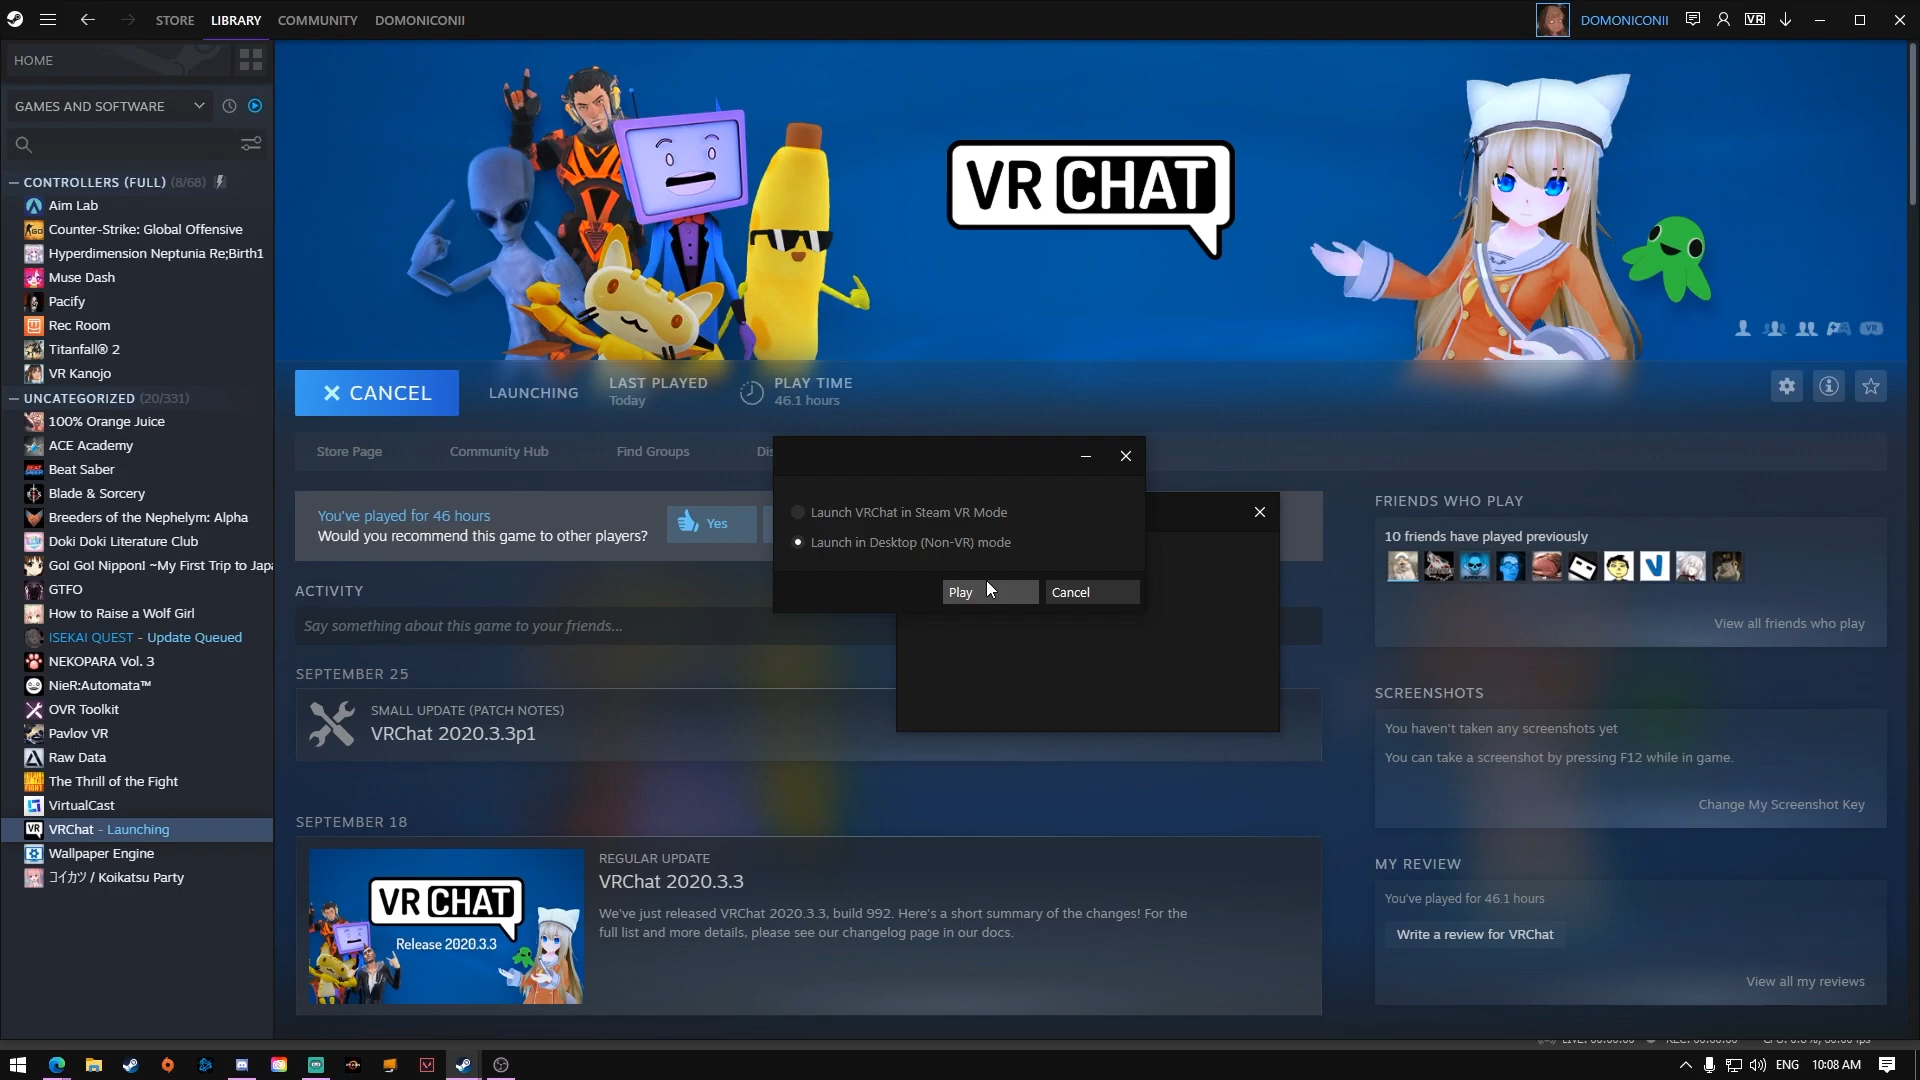 STORE LIBRARY COMMUNITY DOMONICONII
DOMONICONII VR
HOME
GAMES AND SOFTWARE
CONTROLLERS (FULL) (8/68)
Aim Lab
Counter-Strike: Global Offensive
Hyperdimension Neptunia Re;Birth1
Muse Dash
Pacify
Rec Room
Titanfall® 2
VR Kanojo
UNCATEGORIZED (20/331)
100% Orange Juice
ACE Academy
Beat Saber
Blade & Sorcery
Breeders of the Nephelym: Alpha
Doki Doki Literature Club
Go! Go! Nippon! ~My First Trip to Japa
GTFO
How to Raise a Wolf Girl
ISEKAI QUEST - Update Queued
NEKOPARA Vol. 3
NieR:Automata™
OVR Toolkit
Pavlov VR
Raw Data
The Thrill of the Fight
VirtualCast
VRChat - Launching
Wallpaper Engine
コイカツ / Koikatsu Party
VR CHAT
VR
CANCEL
LAUNCHING
LAST PLAYED
Today
PLAY TIME
46.1 hours
Store Page Community Hub Find Groups Dis
You've played for 46 hours
Would you recommend this game to other players?
Yes
Launch VRChat in Steam VR Mode
Launch in Desktop (Non-VR) mode
Play Cancel
ACTIVITY
Say something about this game to your friends...
SEPTEMBER 25
SMALL UPDATE (PATCH NOTES)
VRChat 2020.3.3p1
SEPTEMBER 18
VR CHAT
Release 2020.3.3
REGULAR UPDATE
VRChat 2020.3.3
We've just released VRChat 2020.3.3, build 992. Here's a short summary of the changes! For the
full list and more details, please see our changelog page in our docs.
FRIENDS WHO PLAY
10 friends have played previously
View all friends who play
SCREENSHOTS
You haven't taken any screenshots yet
You can take a screenshot by pressing F12 while in game.
Change My Screenshot Key
MY REVIEW
You've played for 46.1 hours
Write a review for VRChat
View all my reviews
ENG 10:08 AM